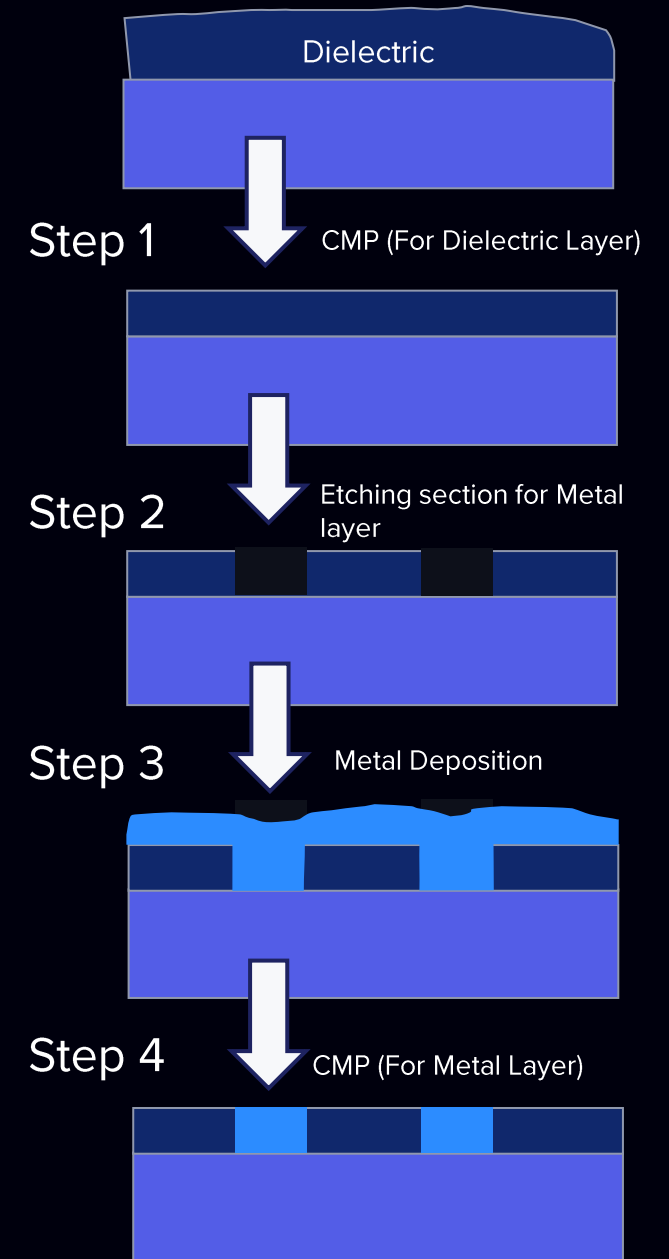 Dielectric
Step 1
CMP (For Dielectric Layer)
Step 2
Etching section for Metal
layer
Step 3
Metal Deposition
Step 4
CMP (For Metal Layer)